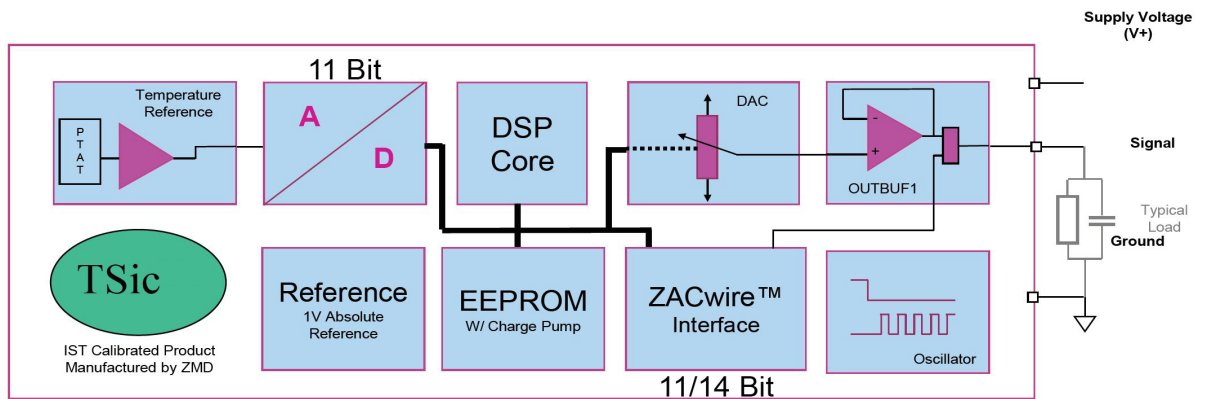 Supply Voltage
(V+)
11 Bit
Temperature
Reference
P
T
A
T
A
D
DSP
Core
DAC
-
+
OUTBUF1
Signal
Typical
Load
Ground
TSic
IST Calibrated Product
Manufactured by ZMD
Reference
1V Absolute
Reference
EEPROM
W/ Charge Pump
ZACwire™
Interface
11/14 Bit
Oscillator